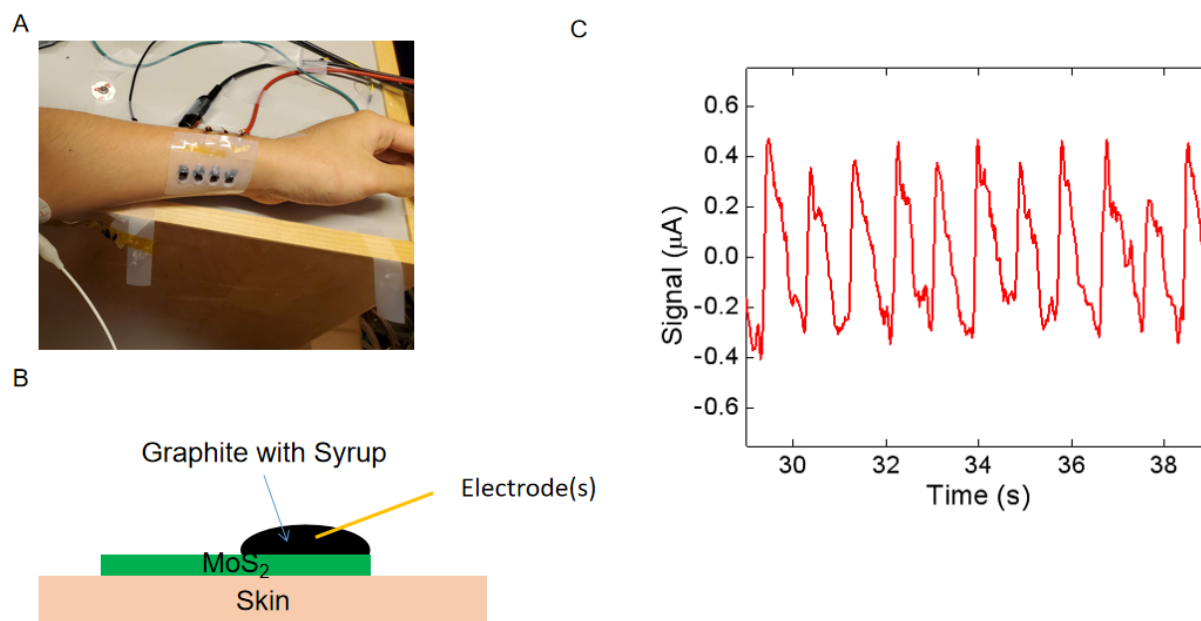 A
C
B
Graphite with Syrup
Electrode(s)
MoS₂
Skin
Signal (μA)
0.6
0.4
0.2
0.0
-0.2
-0.4
-0.6
30 32 34 36 38
Time (s)